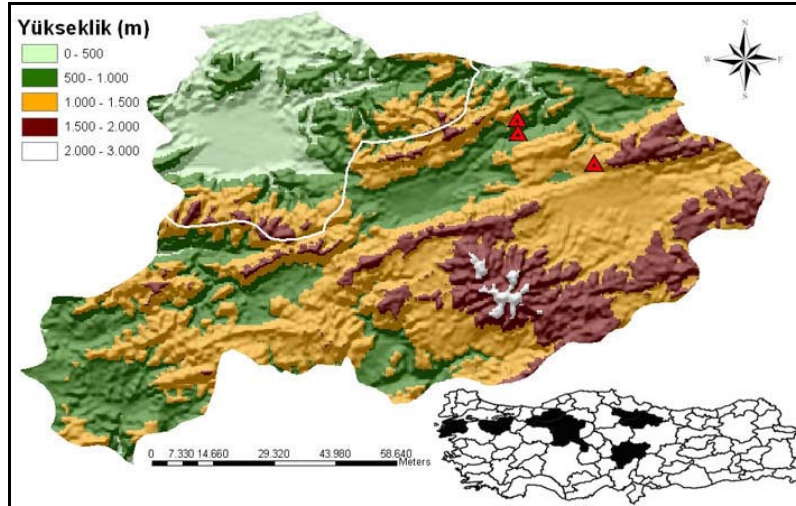 Yükseklik (m)
0 - 500
500 - 1.000
1.000 - 1.500
1.500 - 2.000
2.000 - 3.000
N
W E
S
0 7.330 14.660 29.320 43.980 58.640
Meters